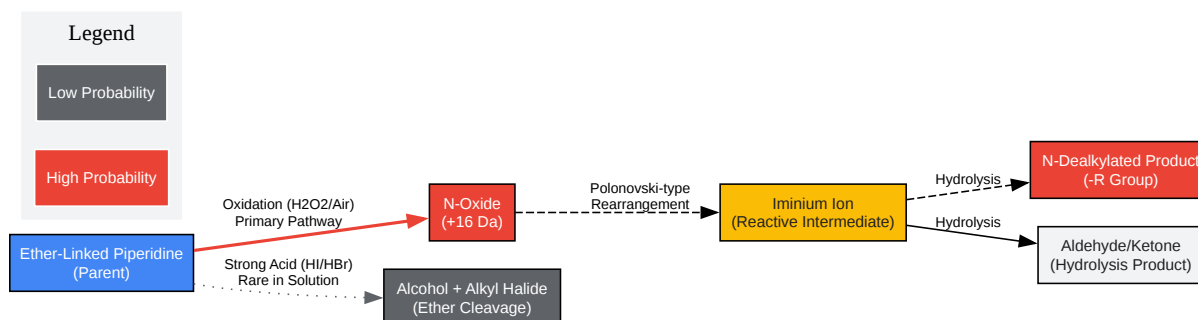 Legend
Low Probability
High Probability
Ether-Linked Piperidine
(Parent)
Oxidation (H2O2/Air)
Primary Pathway
Strong Acid (HI/HBr)
Rare in Solution
N-Oxide
(+16 Da)
Alcohol + Alkyl Halide
(Ether Cleavage)
Polonovski-type
Rearrangement
Iminium Ion
(Reactive Intermediate)
Hydrolysis
Hydrolysis
N-Dealkylated Product
(-R Group)
Aldehyde/Ketone
(Hydrolysis Product)